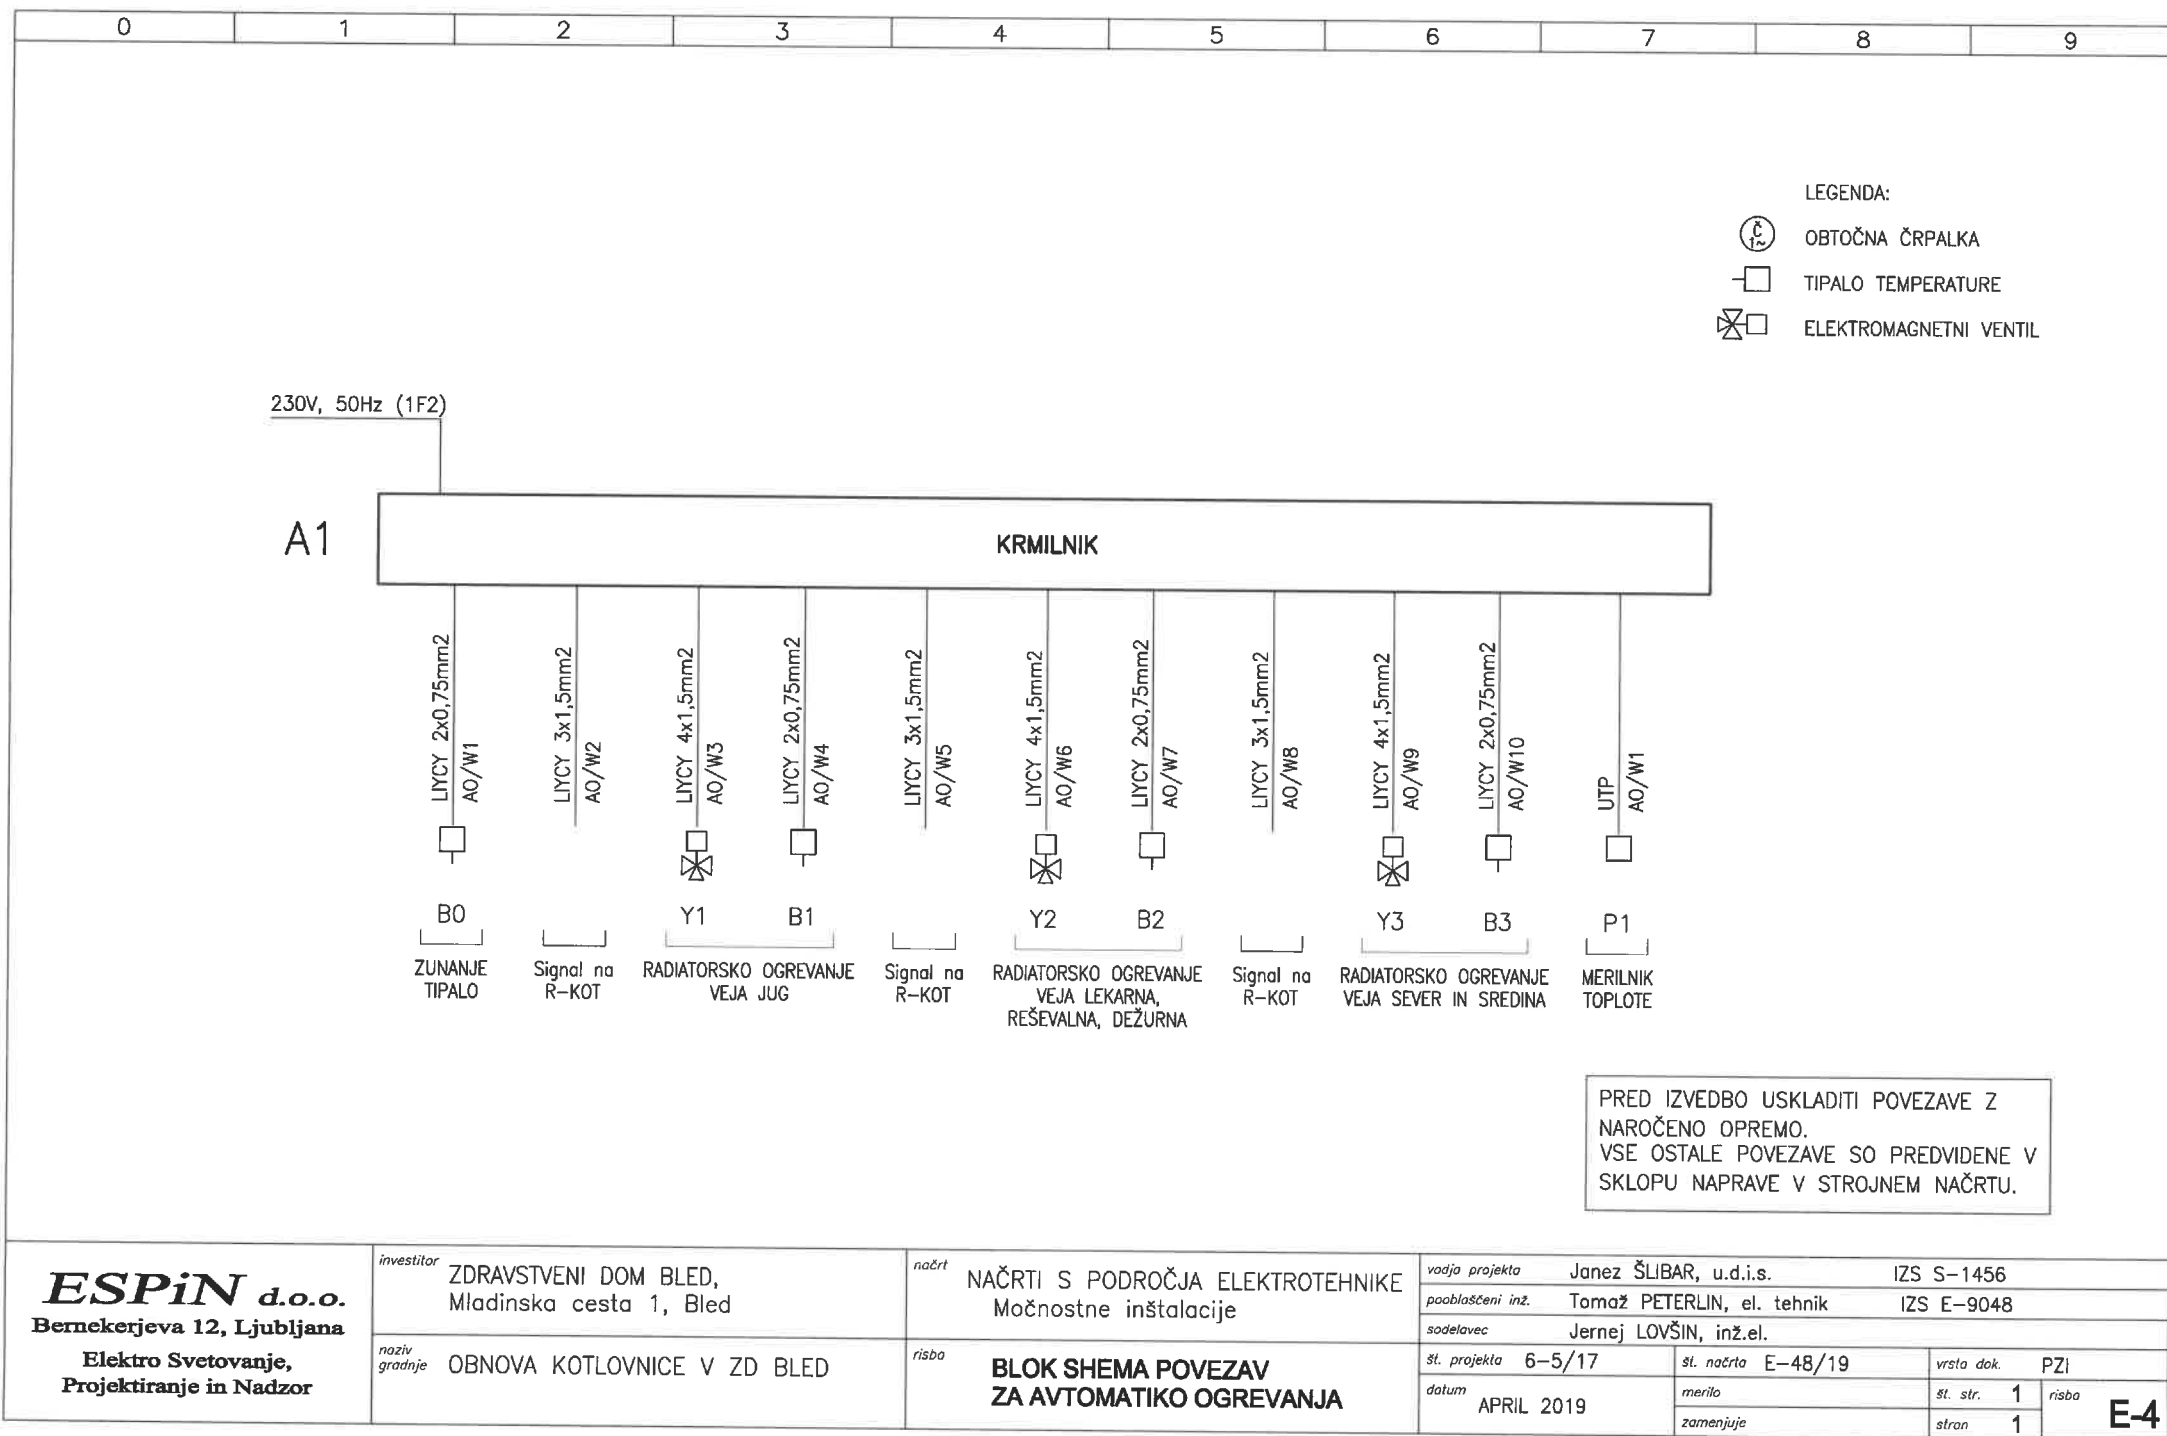 0 1 2 3 4 5 6 7 8 9
LEGENDA:
Č
1~
OBTOČNA ČRPALKA
TIPALO TEMPERATURE
ELEKTROMAGNETNI VENTIL
230V, 50Hz (1F2)
A1
KRMILNIK
LIYCY 2x0,75mm2
AO/W1
LIYCY 3x1,5mm2
AO/W2
LIYCY 4x1,5mm2
AO/W3
LIYCY 2x0,75mm2
AO/W4
LIYCY 3x1,5mm2
AO/W5
LIYCY 4x1,5mm2
AO/W6
LIYCY 2x0,75mm2
AO/W7
LIYCY 3x1,5mm2
AO/W8
LIYCY 4x1,5mm2
AO/W9
LIYCY 2x0,75mm2
AO/W10
UTP
AO/W1
B0
Y1
B1
Y2
B2
Y3
B3
P1
ZUNANJE
TIPALO
Signal na
R-KOT
RADIATORSKO OGREVANJE
VEJA JUG
Signal na
R-KOT
RADIATORSKO OGREVANJE
VEJA LEKARNA,
REŠEVALNA, DEŽURNA
Signal na
R-KOT
RADIATORSKO OGREVANJE
VEJA SEVER IN SREDINA
MERILNIK
TOPLOTE
PRED IZVEDBO USKLADITI POVEZAVE Z
NAROČENO OPREMO.
VSE OSTALE POVEZAVE SO PREDVIDENE V
SKLOPU NAPRAVE V STROJNEM NAČRTU.
ESPiN d.o.o.
Bernekerjeva 12, Ljubljana
Elektro Svetovanje,
Projektiranje in Nadzor
investitor
ZDRAVSTVENI DOM BLED,
Mladinska cesta 1, Bled
naziv
gradnje
OBNOVA KOTLOVNICE V ZD BLED
načrt
NAČRTI S PODROČJA ELEKTROTEHNIKE
Močnostne inštalacije
risba
BLOK SHEMA POVEZAV
ZA AVTOMATIKO OGREVANJA
vodja projekta Janez ŠLIBAR, u.d.i.s. IZS S-1456
pooblaščeni inž. Tomaž PETERLIN, el. tehnik IZS E-9048
sodelavec Jernej LOVŠIN, inž.el.
št. projekta 6-5/17 št. načrta E-48/19 vrsta dok. PZI
datum
APRIL 2019
merilo
zamenjuje
št. str. 1
stran 1
risba
E-4